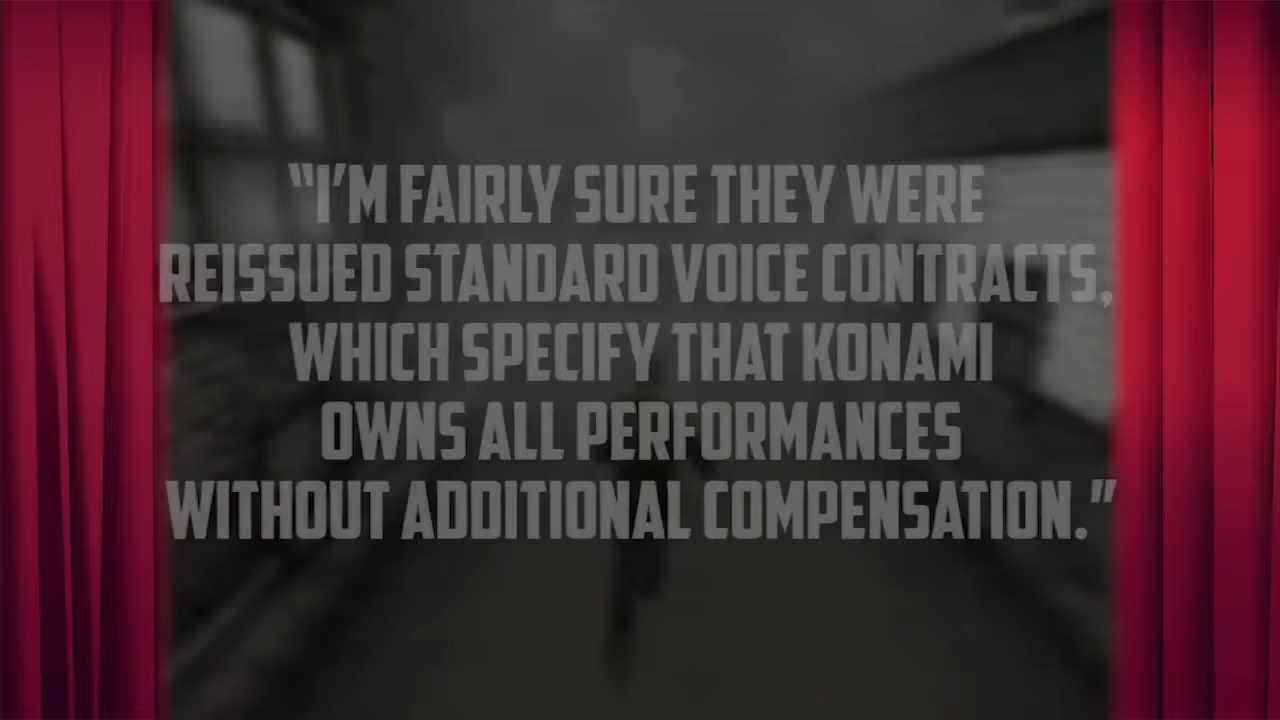 “I’M FAIRLY SURE THEY WERE
REISSUED STANDARD VOICE CONTRACTS,
WHICH SPECIFY THAT KONAMI
OWNS ALL PERFORMANCES
WITHOUT ADDITIONAL COMPENSATION.”